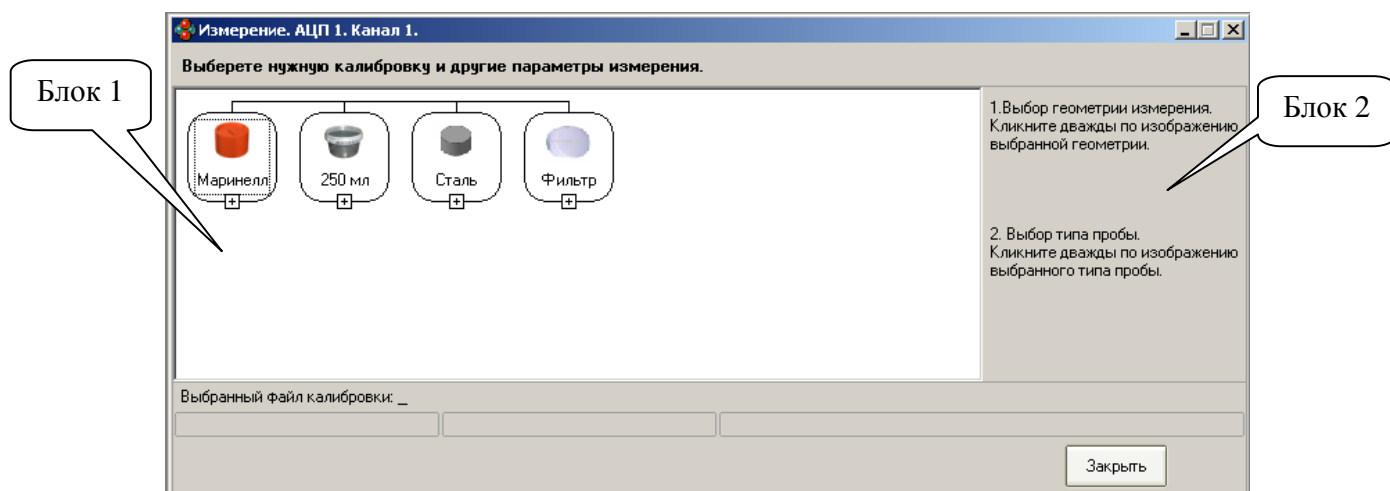 Измерение. АЦП 1. Канал 1.
Выберете нужную калибровку и другие параметры измерения.
Блок 1
Блок 2
Маринелл
250 мл
Сталь
Фильтр
1.Выбор геометрии измерения.
Кликните дважды по изображению
выбранной геометрии.
2. Выбор типа пробы.
Кликните дважды по изображению
выбранного типа пробы.
Выбранный файл калибровки: _
Закрыть